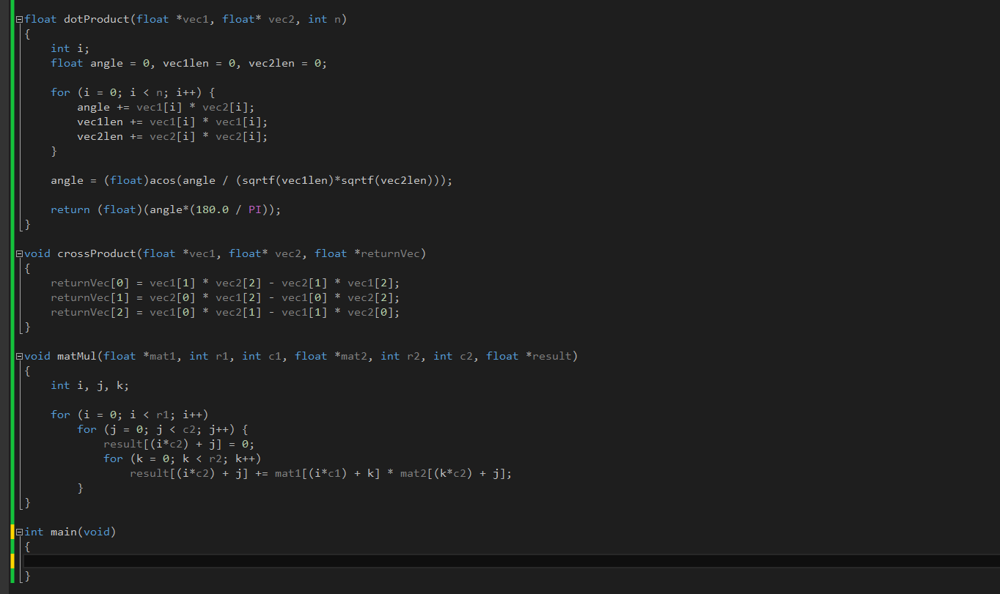 float dotProduct(float *vec1, float* vec2, int n)
{
    int i;
    float angle = 0, vec1len = 0, vec2len = 0;

    for (i = 0; i < n; i++) {
        angle += vec1[i] * vec2[i];
        vec1len += vec1[i] * vec1[i];
        vec2len += vec2[i] * vec2[i];
    }

    angle = (float)acos(angle / (sqrtf(vec1len)*sqrtf(vec2len)));

    return (float)(angle*(180.0 / PI));
}

void crossProduct(float *vec1, float* vec2, float *returnVec)
{
    returnVec[0] = vec1[1] * vec2[2] - vec2[1] * vec1[2];
    returnVec[1] = vec2[0] * vec1[2] - vec1[0] * vec2[2];
    returnVec[2] = vec1[0] * vec2[1] - vec1[1] * vec2[0];
}

void matMul(float *mat1, int r1, int c1, float *mat2, int r2, int c2, float *result)
{
    int i, j, k;

    for (i = 0; i < r1; i++)
        for (j = 0; j < c2; j++) {
            result[(i*c2) + j] = 0;
            for (k = 0; k < r2; k++)
                result[(i*c2) + j] += mat1[(i*c1) + k] * mat2[(k*c2) + j];
        }
}

int main(void)
{

}